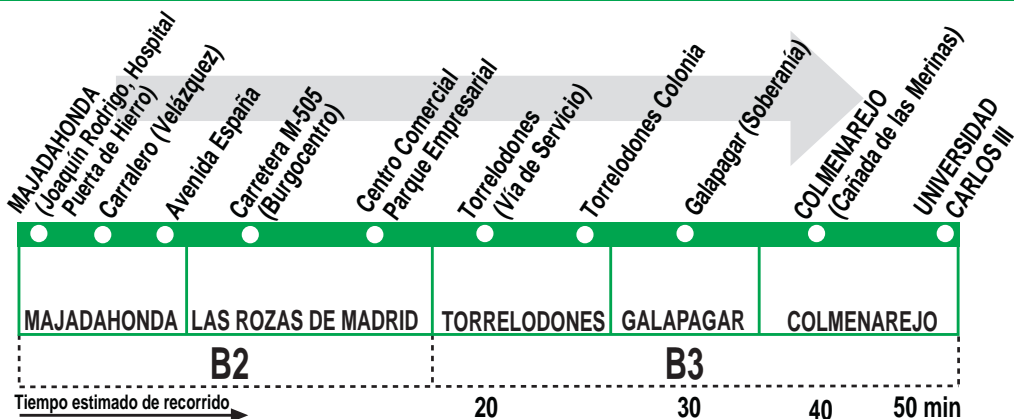 MAJADAHONDA
(Joaquín Rodrigo, Hospital
Puerta de Hierro)
Carralero (Velázquez)
Avenida España
Carretera M-505
(Burgocentro)
Centro Comercial
Parque Empresarial
Torrelodones
(Vía de Servicio)
Torrelodones Colonia
Galapagar (Soberanía)
COLMENAREJO
(Cañada de las Merinas)
UNIVERSIDAD
CARLOS III
MAJADAHONDA
LAS ROZAS DE MADRID
TORRELODONES
GALAPAGAR
COLMENAREJO
B2
B3
Tiempo estimado de recorrido
20
30
40
50 min